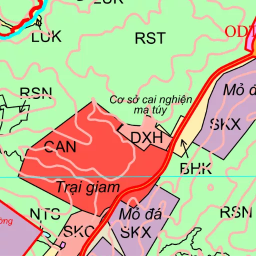 LUK
LUK
RST
OD
RSN
Cơ sở cai nghiện
ma túy
Mỏ đ
SKX
DXH
CAN
BHK
Trại giam
NTS
Mỏ đá
RSN
SKC
SKX